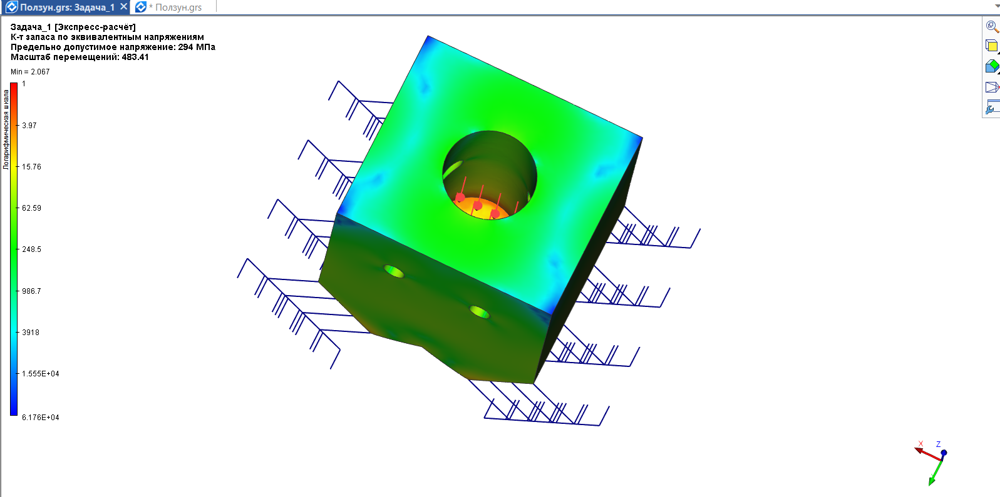 Ползун.grs: Задача_1
* Ползун.grs
Задача_1 [Экспресс-расчёт]
К-т запаса по эквивалентным напряжениям
Предельно допустимое напряжение: 294 МПа
Масштаб перемещений: 483.41
Min = 2.067
Логарифмическая шкала
1
3.97
15.76
62.59
248.5
986.7
3918
1.555E+04
6.176E+04
X
Z